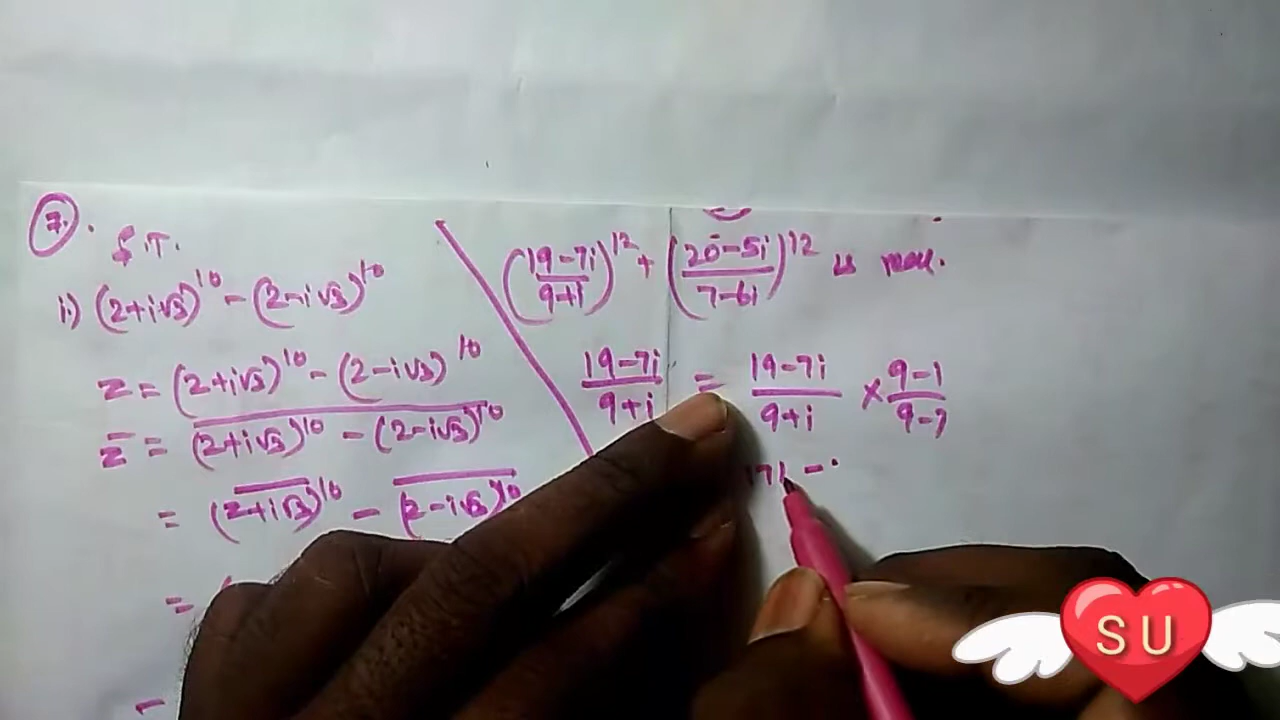 7.
S.T.
i.) (2+i√3)^10 - (2-i√3)^10
z = (2+i√3)^10 - (2-i√3)^10
z̄ = (2+i√3)^10 - (2-i√3)^10
= (2+i√3)^10 - (2-i√3)^10
=
(19-7i/9+i)^12 + (20-5i/7-6i)^12 is real.
19-7i/9+i = 19-7i/9+i × 9-i/9-i
171 -
S U